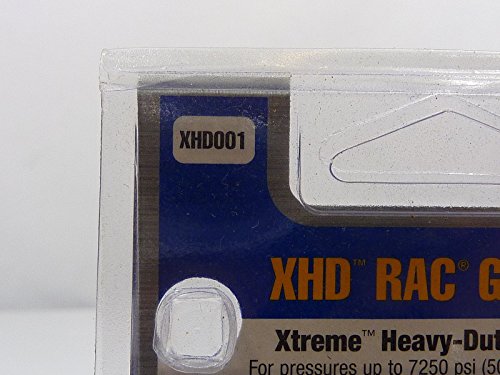 XHD001
XHD™ RAC® G
Xtreme™ Heavy-Dut
For pressures up to 7250 psi (50